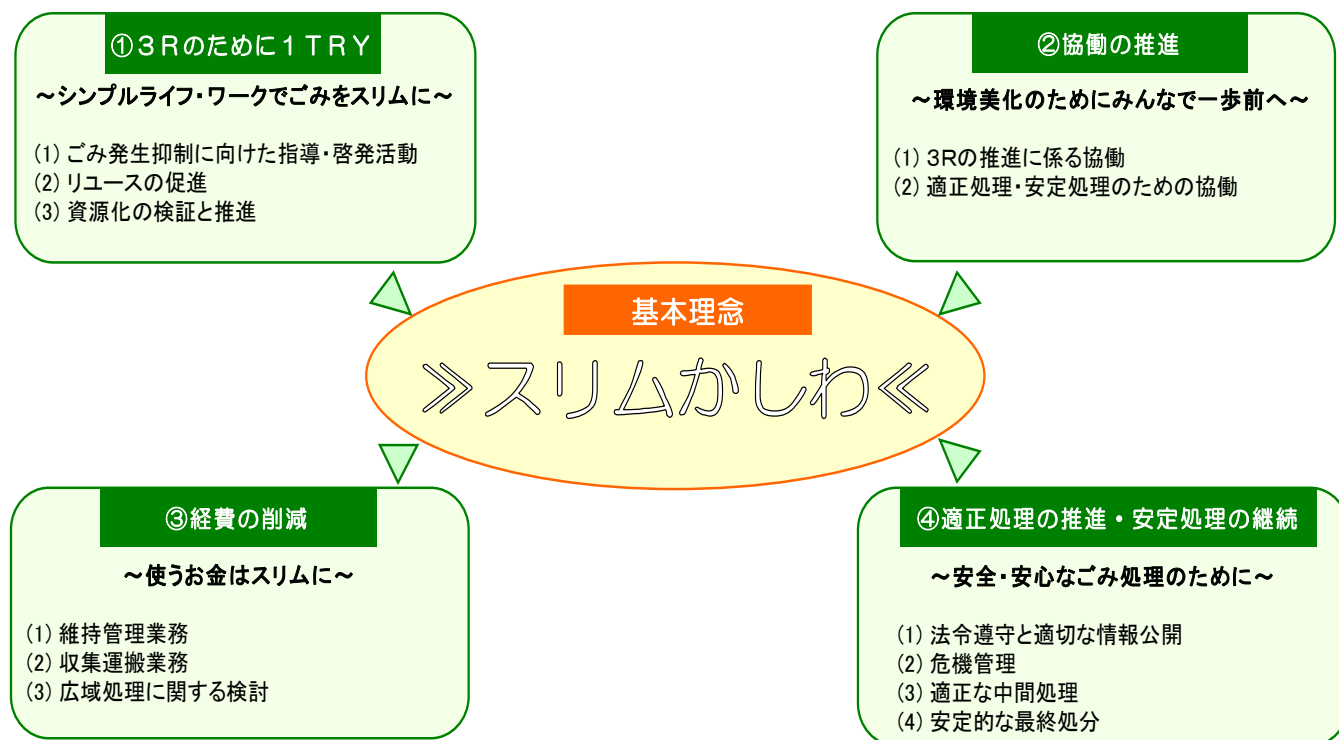 ①３Ｒのために１ＴＲＹ
～シンプルライフ・ワークでごみをスリムに～
(1) ごみ発生抑制に向けた指導・啓発活動
(2) リユースの促進
(3) 資源化の検証と推進
②協働の推進
～環境美化のためにみんなで一歩前へ～
(1) 3Rの推進に係る協働
(2) 適正処理・安定処理のための協働
基本理念
≫スリムかしわ≪
③経費の削減
～使うお金はスリムに～
(1) 維持管理業務
(2) 収集運搬業務
(3) 広域処理に関する検討
④適正処理の推進・安定処理の継続
～安全・安心なごみ処理のために～
(1) 法令遵守と適切な情報公開
(2) 危機管理
(3) 適正な中間処理
(4) 安定的な最終処分